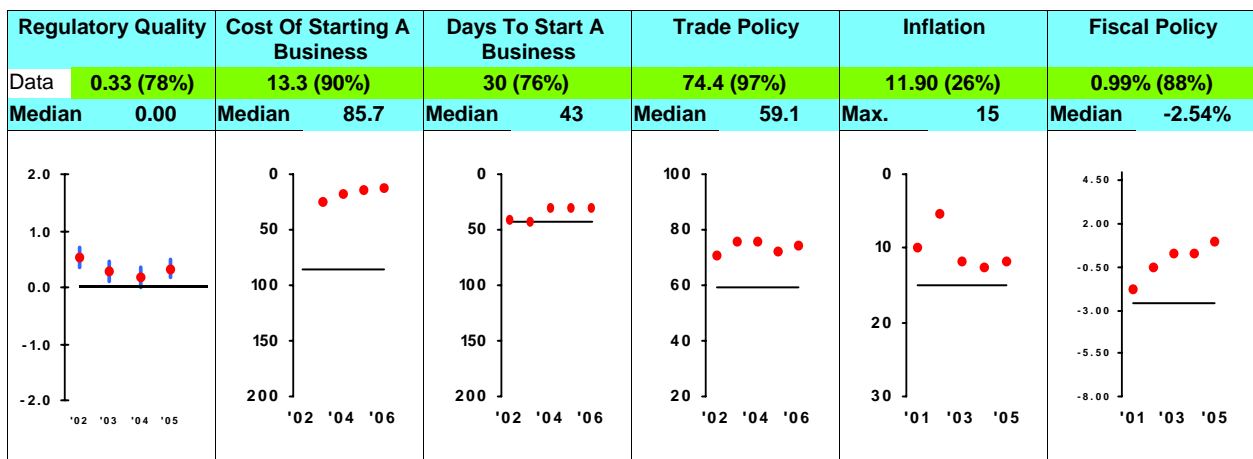 Regulatory Quality
Cost Of Starting A
Business
Days To Start A
Business
Trade Policy
Inflation
Fiscal Policy
Data 0.33 (78%) 13.3 (90%) 30 (76%) 74.4 (97%) 11.90 (26%) 0.99% (88%)
Median 0.00 Median 85.7 Median 43 Median 59.1 Max. 15 Median -2.54%
2.0
1.0
0.0
-1.0
-2.0
'02 '03 '04 '05
0
50
100
150
200
'02 '04 '06
0
50
100
150
200
'02 '04 '06
100
80
60
40
20
'02 '04 '06
0
10
20
30
'01 '03 '05
4.50
2.00
-0.50
-3.00
-5.50
-8.00
'01 '03 '05